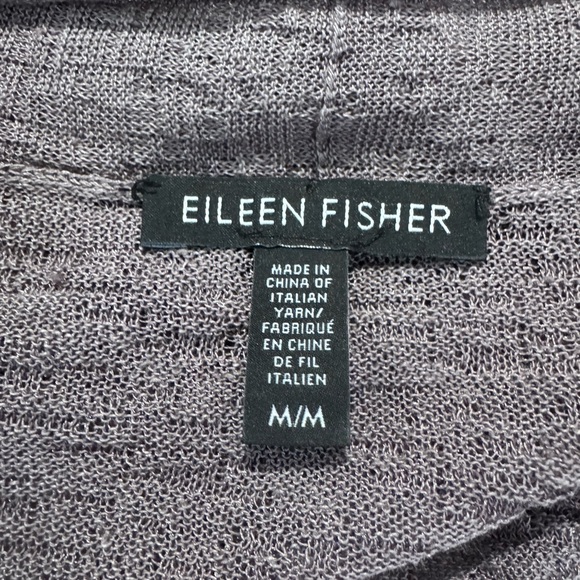 EILEEN FISHER
MADE IN
CHINA OF
ITALIAN
YARN/
FABRIQUÉ
EN CHINE
DE FIL
ITALIEN
M/M